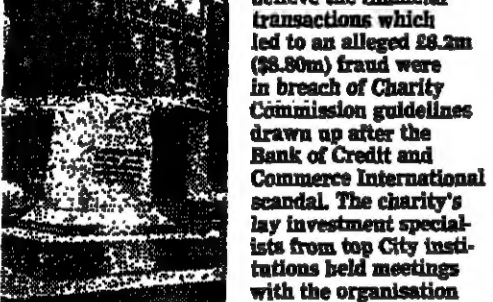 believe the financial
transactions which
led to an alleged £6.2m
($8.80m) fraud were
in breach of Charity
Commission guidelines
drawn up after the
Bank of Credit and
Commerce International
scandal. The charity's
lay investment special-
ists from top City insti-
tutions held meetings
with the organisation